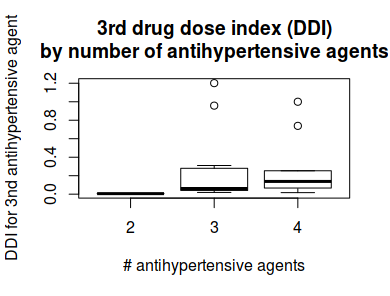 3rd drug dose index (DDI)
by number of antihypertensive agents
DDI for 3nd antihypertensive agent
1.2
0.8
0.4
0.0
2 3 4
# antihypertensive agents